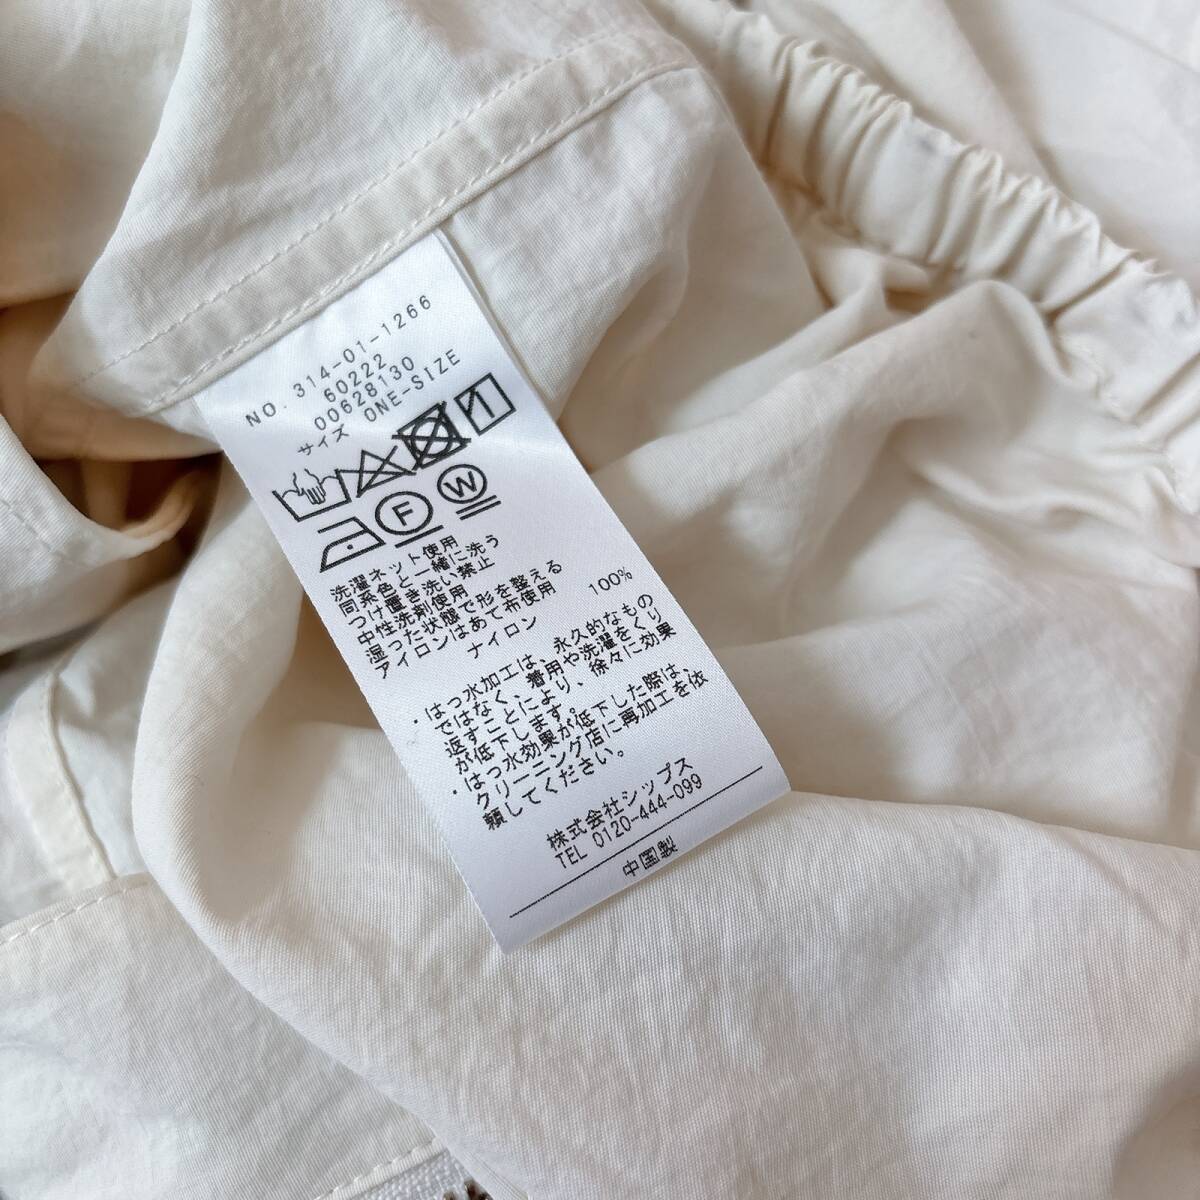 NO. 314-01-1266
60222
00628130
サイズ ONE-SIZE
F W
洗濯ネット使用
同系色と一緒に洗う
つけ置き洗い禁止
中性洗剤使用
湿った状態で形を整える
アイロンはあて布使用
ナイロン 100%
・はっ水加工は、永久的なもの
ではなく、着用や洗濯をくり
返すことにより、徐々に効果
が低下します。
・はっ水効果が低下した際は、
クリーニング店に再加工を依
頼してください。
株式会社シップス
TEL 0120-444-099
中国製